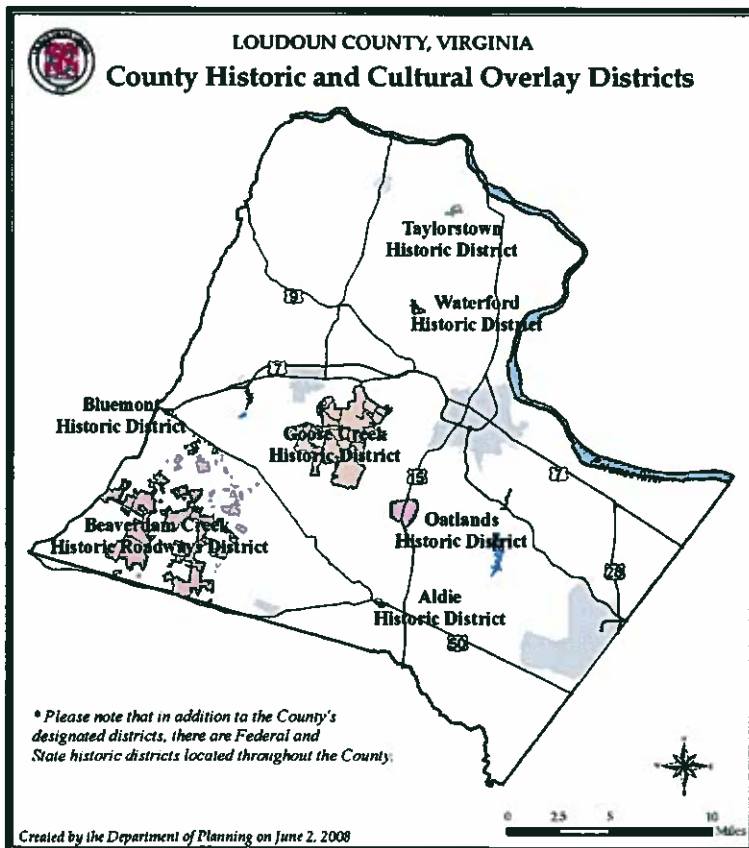 LOUDOUN COUNTY, VIRGINIA
County Historic and Cultural Overlay Districts
Taylorstown
Historic District
9
Waterford
Historic District
7
Bluemont
Historic District
Goose Creek
Historic District
15
7
Beaverdam Creek
Historic Roadways District
Oatlands
Historic District
28
Aldie
Historic District
50
* Please note that in addition to the County's
designated districts, there are Federal and
State historic districts located throughout the County.
0 2.5 5 10
Miles
Created by the Department of Planning on June 2, 2008